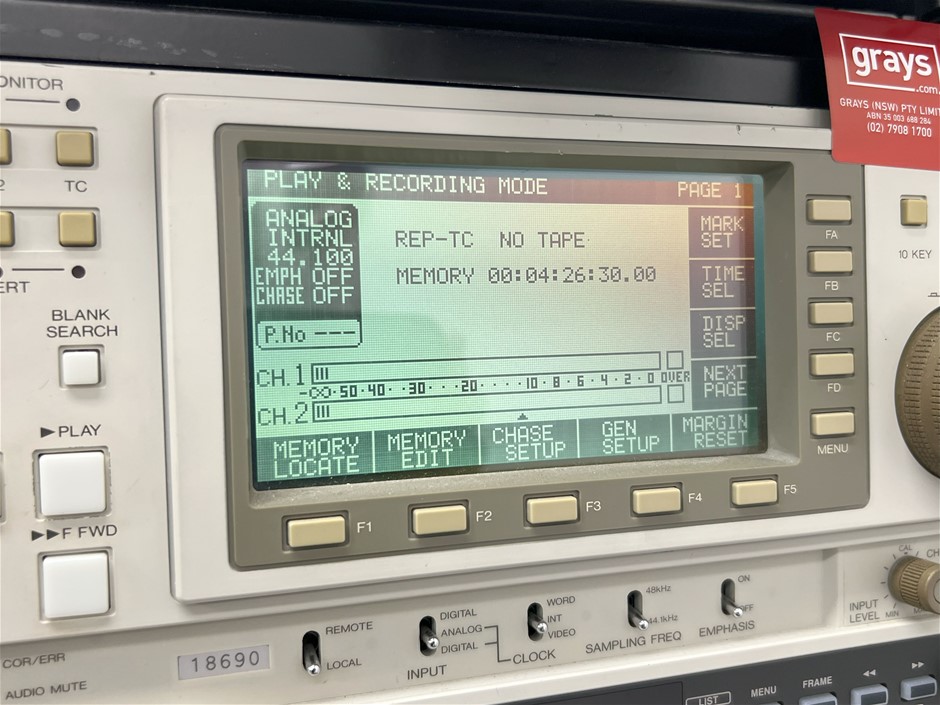 ONITOR
2
TC
ERT
BLANK
SEARCH
▶PLAY
▶▶F FWD
PLAY & RECORDING MODE
PAGE 1
ANALOG
INTRNL
44.100
EMPH OFF
CHASE OFF
P.No ---
REP-TC NO TAPE
MEMORY 00:04:26:30.00
MARK
SET
TIME
SEL
DISP
SEL
NEXT
PAGE
CH.1
-∞·50·40··30···20····10·8·6·4·2·0 OVER
CH.2
MEMORY
LOCATE
MEMORY
EDIT
CHASE
SETUP
GEN
SETUP
MARGIN
RESET
F1
F2
F3
F4
F5
FA
FB
FC
FD
MENU
grays
.com
GRAYS (NSW) PTY LIMIT
ABN 35 003 688 284
(02) 7908 1700
10 KEY
COR/ERR
AUDIO MUTE
18690
REMOTE
LOCAL
DIGITAL
ANALOG
DIGITAL
INPUT
WORD
INT
VIDEO
CLOCK
48kHz
44.1kHz
SAMPLING FREQ
ON
OFF
EMPHASIS
CAL
CH
INPUT
LEVEL
MIN
LIST
MENU
FRAME
◀◀
▶▶